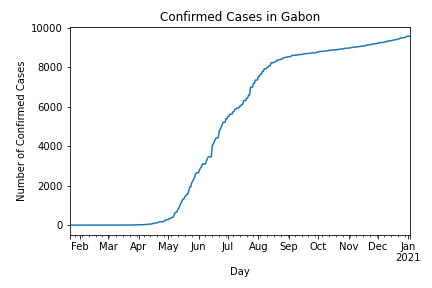 Confirmed Cases in Gabon
10000
8000
6000
4000
2000
0
Number of Confirmed Cases
Feb Mar Apr May Jun Jul Aug Sep Oct Nov Dec Jan
2021
Day